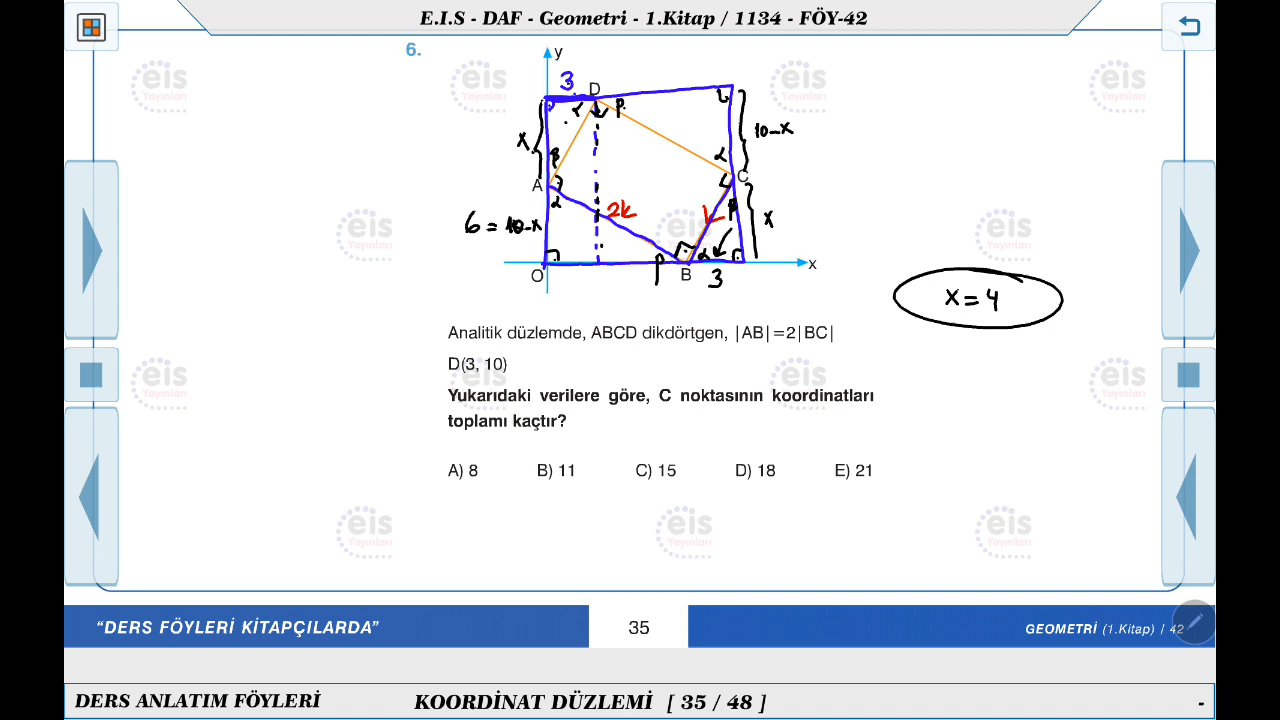 E.I.S - DAF - Geometri - 1.Kitap / 1134 - FÖY-42
6.
y
3
D
β
10-x
x
α
C
A
α
2k
k
β
x
6 = 10-x
β
α
O
B
3
x
x = 4
Analitik düzlemde, ABCD dikdörtgen, |AB|=2|BC|
D(3, 10)
Yukarıdaki verilere göre, C noktasının koordinatları
toplamı kaçtır?
A) 8 B) 11 C) 15 D) 18 E) 21
eis
Yayınları
"DERS FÖYLERİ KİTAPÇILARDA"
35
GEOMETRİ (1.Kitap) / 42
DERS ANLATIM FÖYLERİ KOORDİNAT DÜZLEMİ [ 35 / 48 ] -